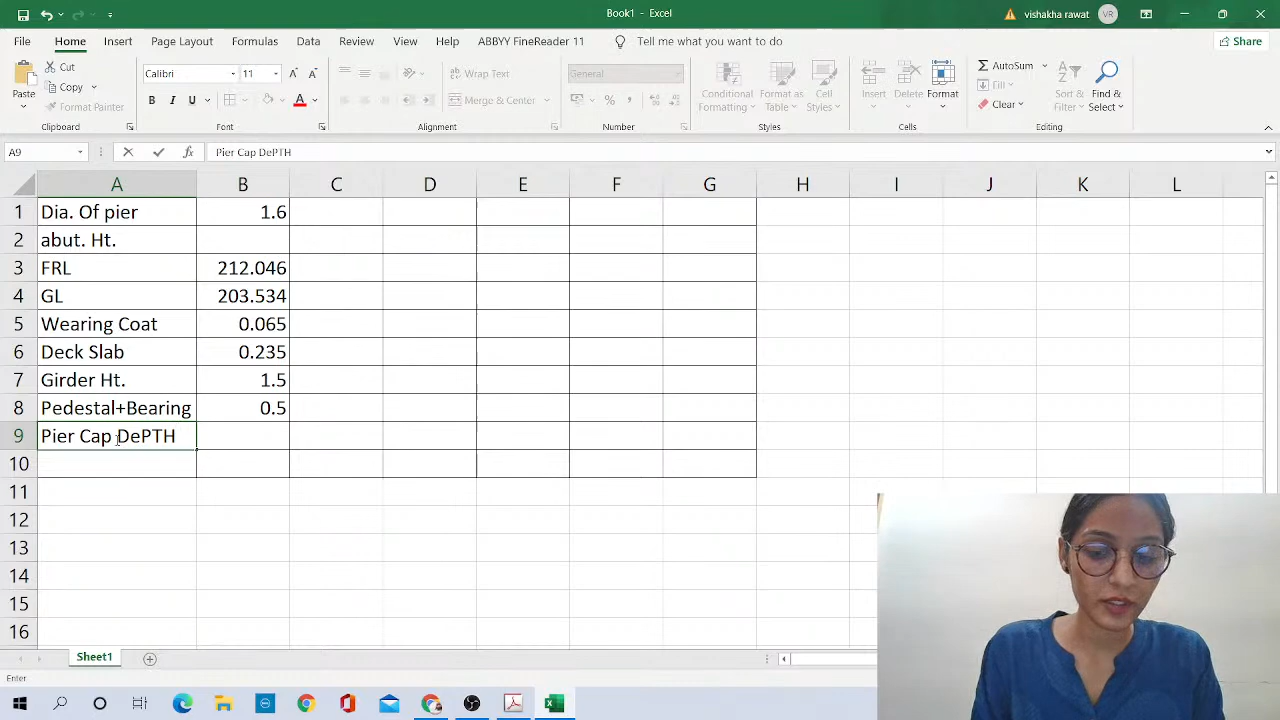 Book1 - Excel
vishakha rawat VR
File Home Insert Page Layout Formulas Data Review View Help ABBYY FineReader 11 Tell me what you want to do Share
Paste
Cut
Copy
Format Painter
Calibri 11
B I U
Wrap Text
Merge & Center
General
Conditional Formatting
Format as Table
Cell Styles
Insert Delete Format
AutoSum
Fill
Clear
Sort & Filter
Find & Select
Clipboard Font Alignment Number Styles Cells Editing
A9 fx Pier Cap DePTH
A B C D E F G H I J K L
1 Dia. Of pier 1.6
2 abut. Ht.
3 FRL 212.046
4 GL 203.534
5 Wearing Coat 0.065
6 Deck Slab 0.235
7 Girder Ht. 1.5
8 Pedestal+Bearing 0.5
9 Pier Cap DePTH
10
11
12
13
14
15
16
Sheet1
Enter